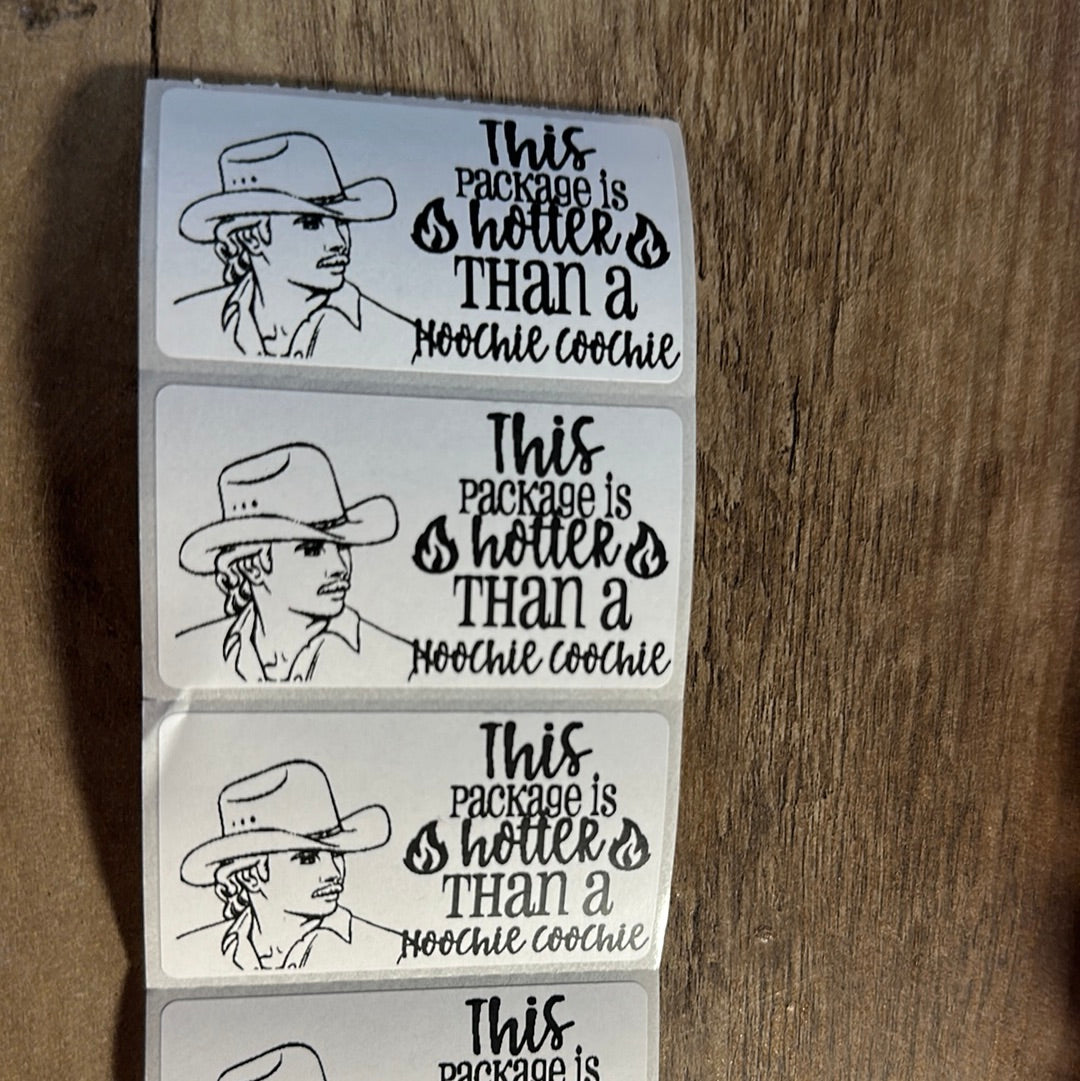 This
Package is
hotter
THan a
Hoochie Coochie
This
Package is
hotter
THan a
Hoochie Coochie
This
Package is
hotter
THan a
Hoochie Coochie
This
Package is